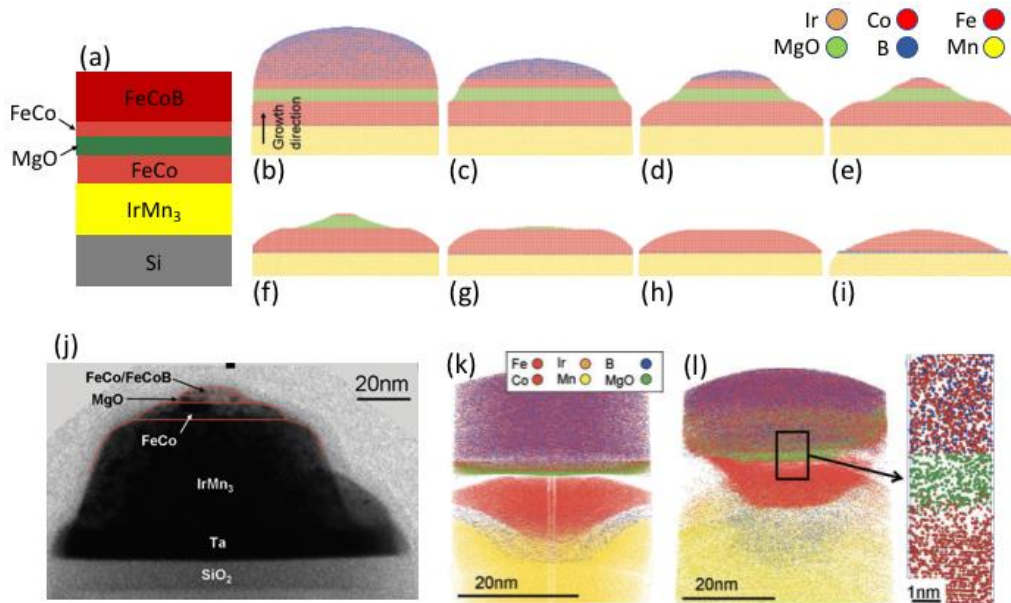 Ir Co Fe
MgO B Mn
(a)
FeCoB
FeCo
MgO
FeCo
IrMn₃
Si
Growth
direction
(b) (c) (d) (e)
(f) (g) (h) (i)
(j)
FeCo/FeCoB
MgO
FeCo
IrMn₃
Ta
SiO₂
20nm
(k)
Fe Ir B
Co Mn MgO
20nm
(l)
20nm
1nm